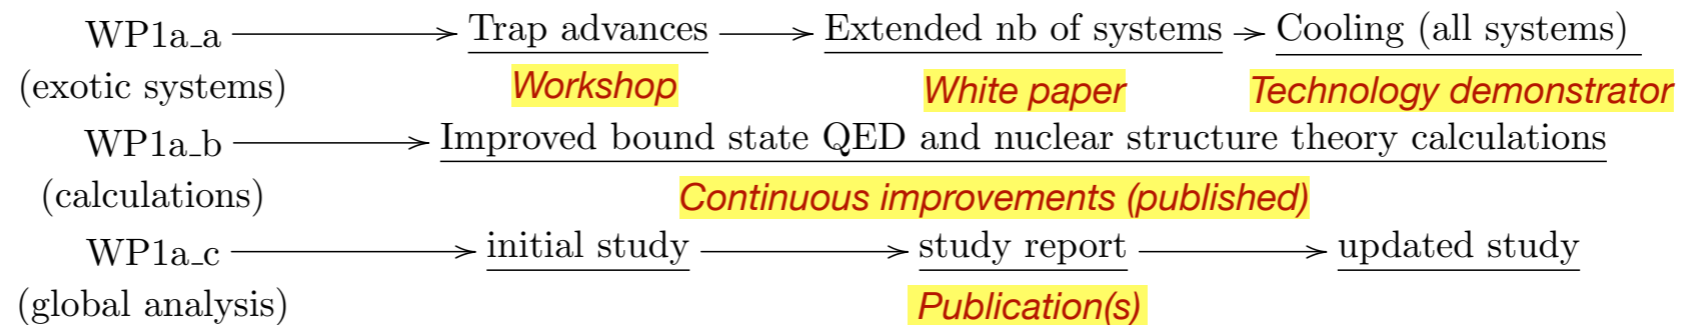 WP1a_a Trap advances Extended nb of systems Cooling (all systems)
(exotic systems) Workshop White paper Technology demonstrator
WP1a_b Improved bound state QED and nuclear structure theory calculations
(calculations) Continuous improvements (published)
WP1a_c initial study study report updated study
(global analysis) Publication(s)